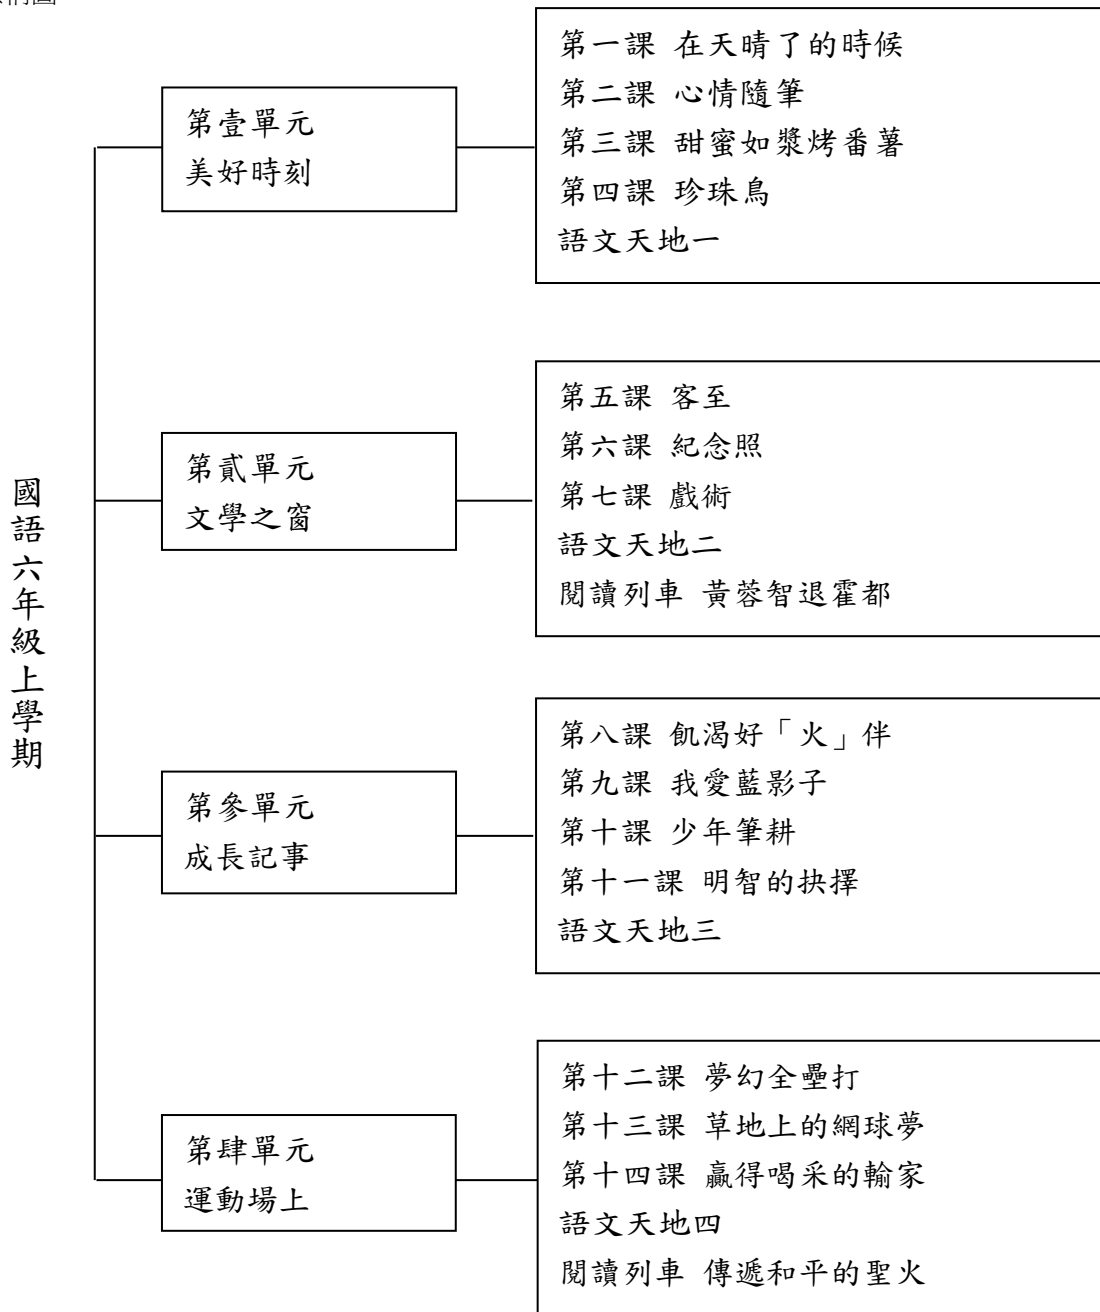 國語六年級上學期
第壹單元
美好時刻
第一課 在天晴了的時候
第二課 心情隨筆
第三課 甜蜜如漿烤番薯
第四課 珍珠鳥
語文天地一
第貳單元
文學之窗
第五課 客至
第六課 紀念照
第七課 戲術
語文天地二
閱讀列車 黃蓉智退霍都
第參單元
成長記事
第八課 飢渴好「火」伴
第九課 我愛藍影子
第十課 少年筆耕
第十一課 明智的抉擇
語文天地三
第肆單元
運動場上
第十二課 夢幻全壘打
第十三課 草地上的網球夢
第十四課 贏得喝采的輸家
語文天地四
閱讀列車 傳遞和平的聖火